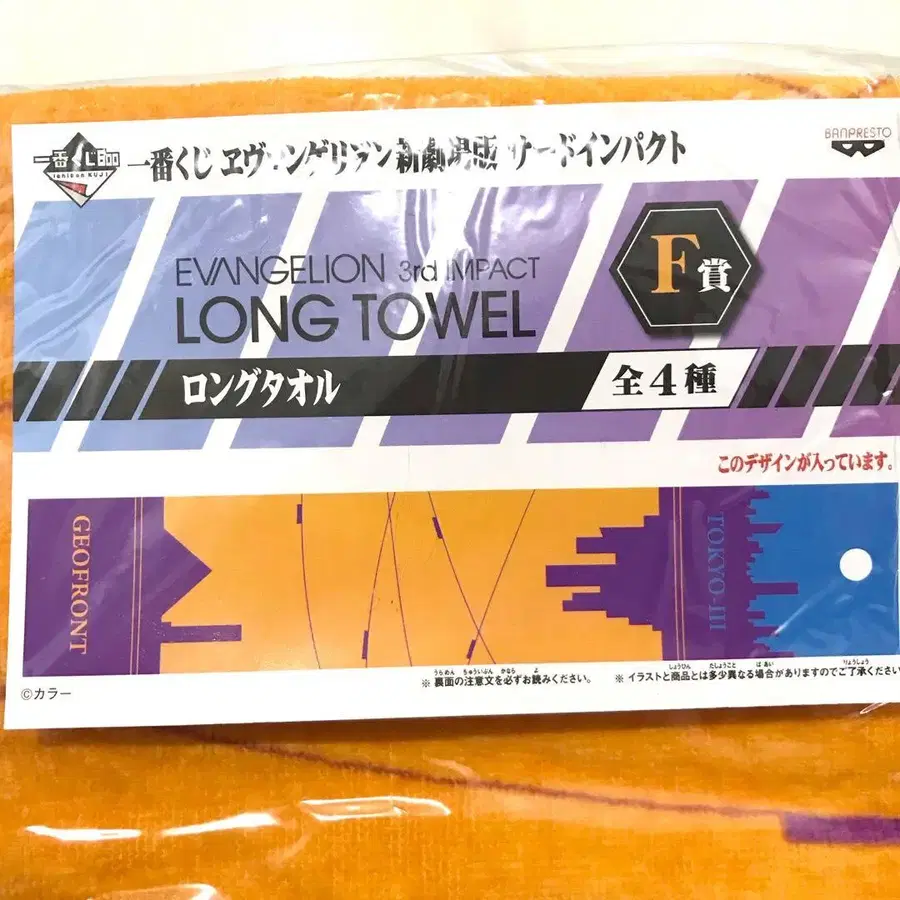 一番くじ
ichiban KUJI
一番くじ ヱヴァンゲリヲン新劇場版 サードインパクト
BANPRESTO
EVANGELION 3rd IMPACT
LONG TOWEL
F賞
ロングタオル
全4種
このデザインが入っています。
GEOFRONT
TOKYO-III
※ 裏面の注意文を必ずお読みください。
※ イラストと商品とは多少異なる場合がありますのでご了承くださ
©カラー